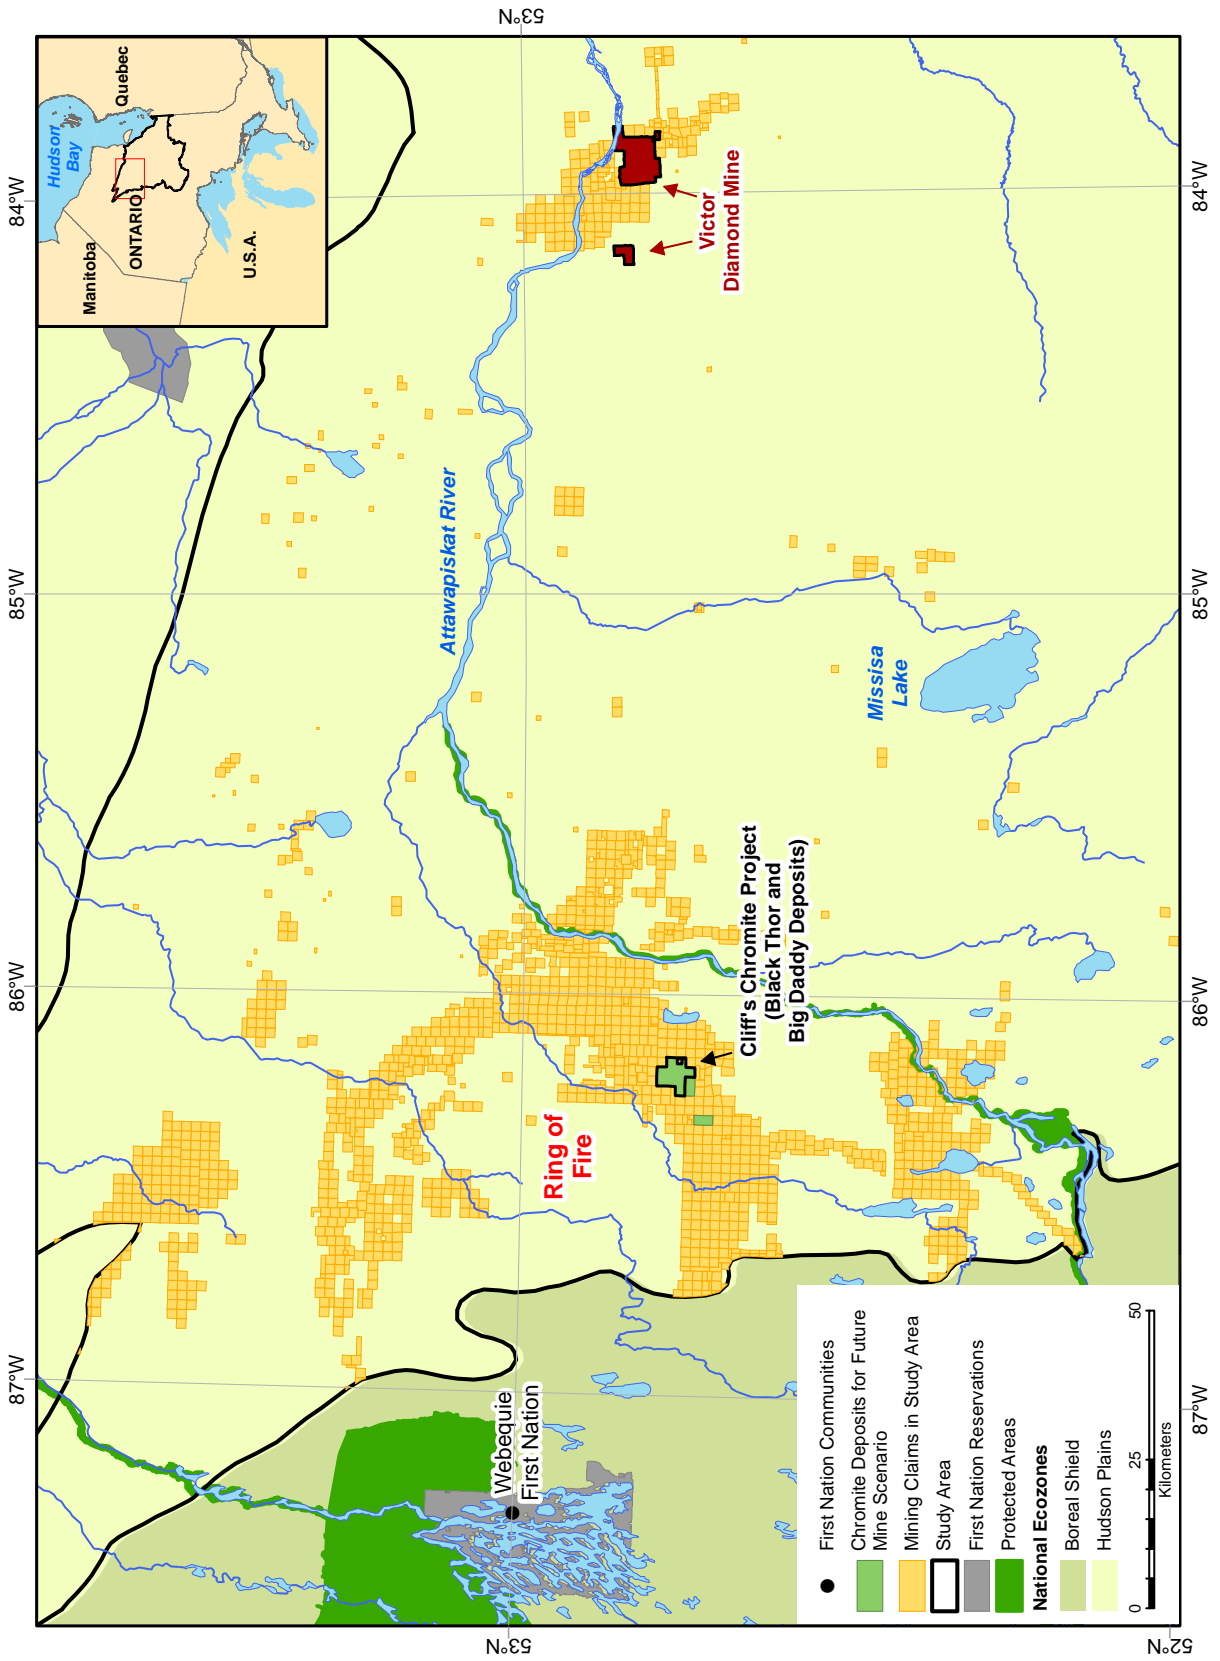 87°W
86°W
85°W
84°W
53°N
Hudson
Bay
Quebec
Manitoba
ONTARIO
U.S.A.
Attawapiskat River
Victor
Diamond Mine
Missisa
Lake
Ring of
Fire
Cliff's Chromite Project
(Black Thor and
Big Daddy Deposits)
Webequie
First Nation
First Nation Communities
Chromite Deposits for Future
Mine Scenario
Mining Claims in Study Area
Study Area
First Nation Reservations
Protected Areas
National Ecozones
Boreal Shield
Hudson Plains
0
25
50
Kilometers
53°N
52°N
87°W
86°W
85°W
84°W